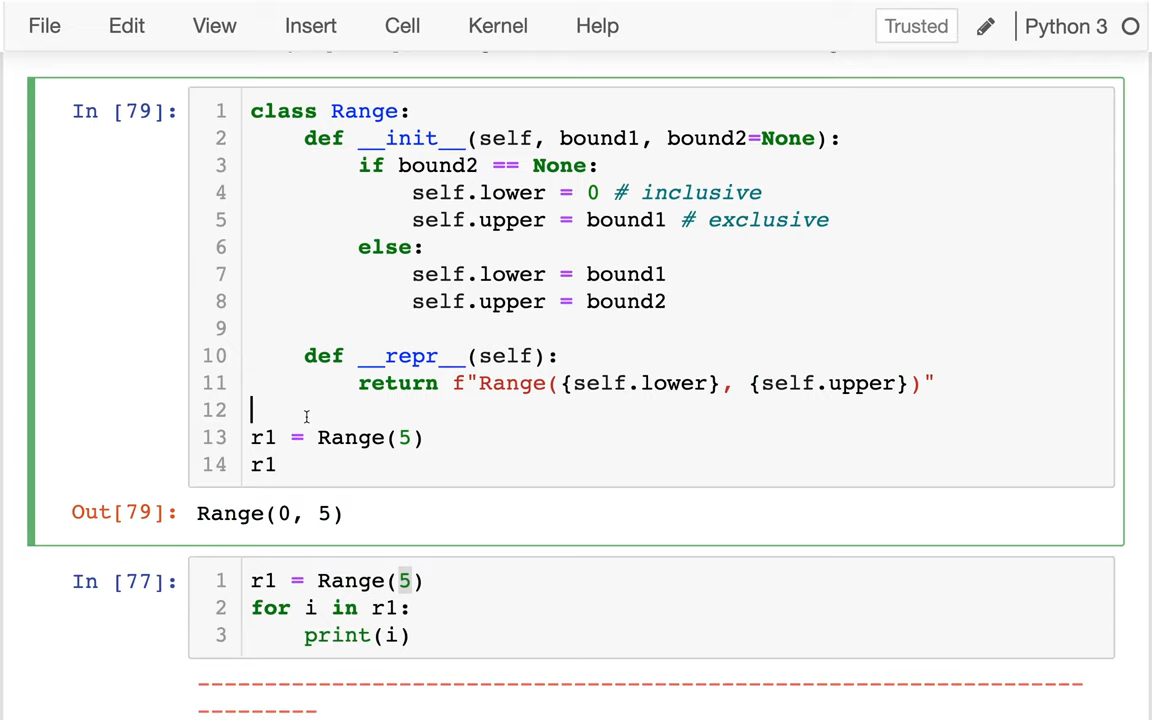 File Edit View Insert Cell Kernel Help Trusted Python 3
In [79]:
1 class Range:
2     def __init__(self, bound1, bound2=None):
3         if bound2 == None:
4             self.lower = 0 # inclusive
5             self.upper = bound1 # exclusive
6         else:
7             self.lower = bound1
8             self.upper = bound2
9
10     def __repr__(self):
11         return f"Range({self.lower}, {self.upper})"
12
13 r1 = Range(5)
14 r1
Out[79]: Range(0, 5)
In [77]:
1 r1 = Range(5)
2 for i in r1:
3     print(i)